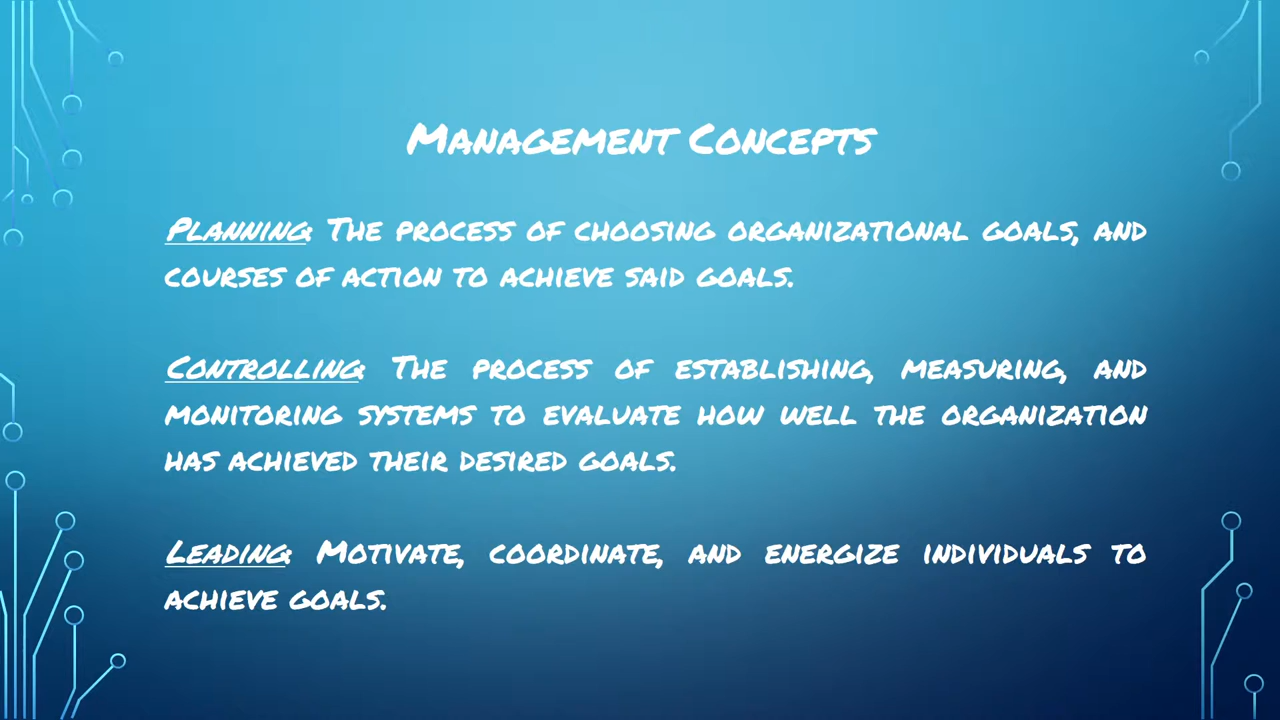 Management Concepts
Planning: The process of choosing organizational goals, and
courses of action to achieve said goals.
Controlling: The process of establishing, measuring, and
monitoring systems to evaluate how well the organization
has achieved their desired goals.
Leading: Motivate, coordinate, and energize individuals to
achieve goals.